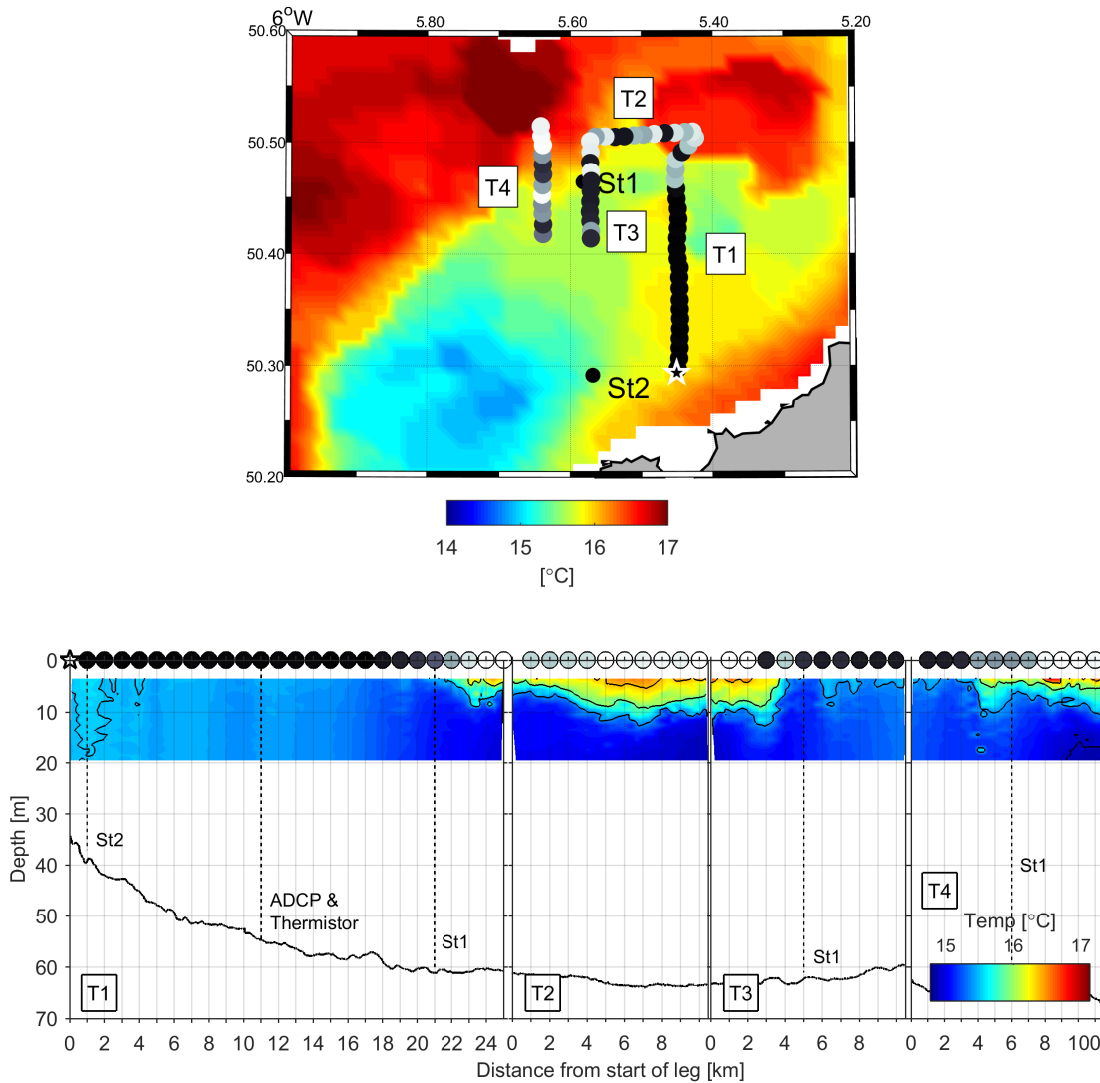 6°W 5.80 5.60 5.40 5.20
50.60
T2
50.50
T4 St1
T3
T1
50.40
50.30
St2
50.20
14 15 16 17
[°C]
0
10
20
30
St2
40 St1
T4
ADCP &
Thermistor
Temp [°C]
15 16 17
50
St1
St1
60
T1 T2 T3
70
0 2 4 6 8 10 12 14 16 18 20 22 24 0 2 4 6 8 0 2 4 6 8 0 2 4 6 8 100
Distance from start of leg [km]
Depth [m]